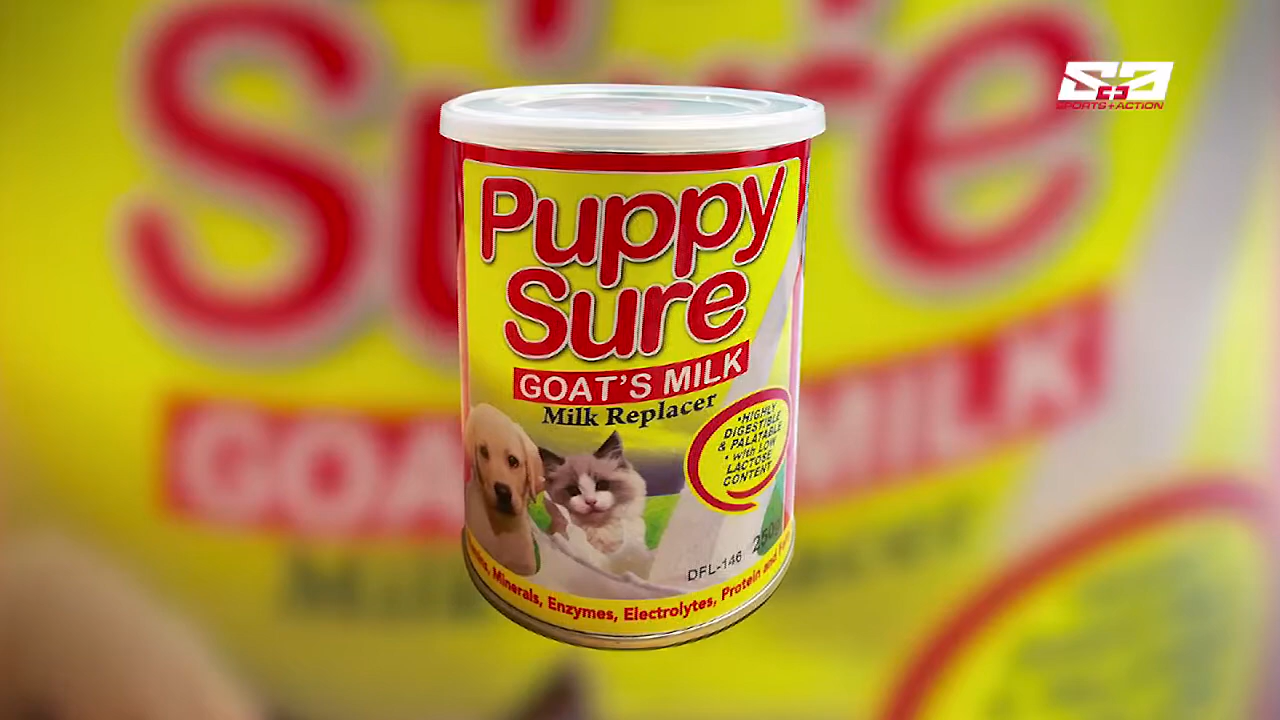 S+A
SPORTS+ACTION
Puppy
Sure
GOAT'S MILK
Milk Replacer
•HIGHLY
DIGESTIBLE
& PALATABLE
• with LOW
LACTOSE
CONTENT
DFL-146 250g
Minerals, Enzymes, Electrolytes, Protein and